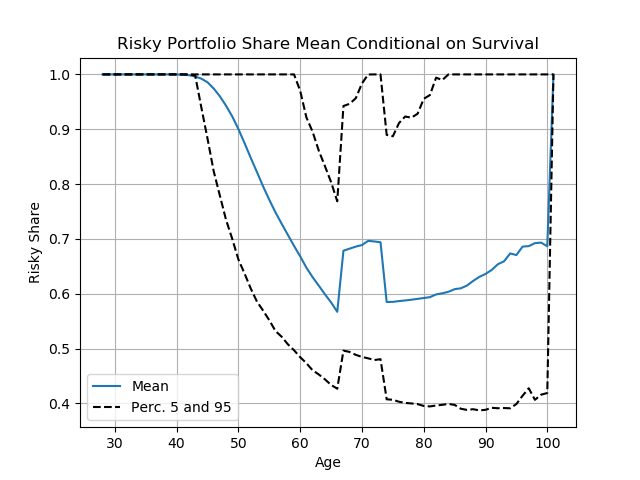 Risky Portfolio Share Mean Conditional on Survival
1.0
0.9
0.8
0.7
0.6
0.5
0.4
Risky Share
Mean
Perc. 5 and 95
30 40 50 60 70 80 90 100
Age